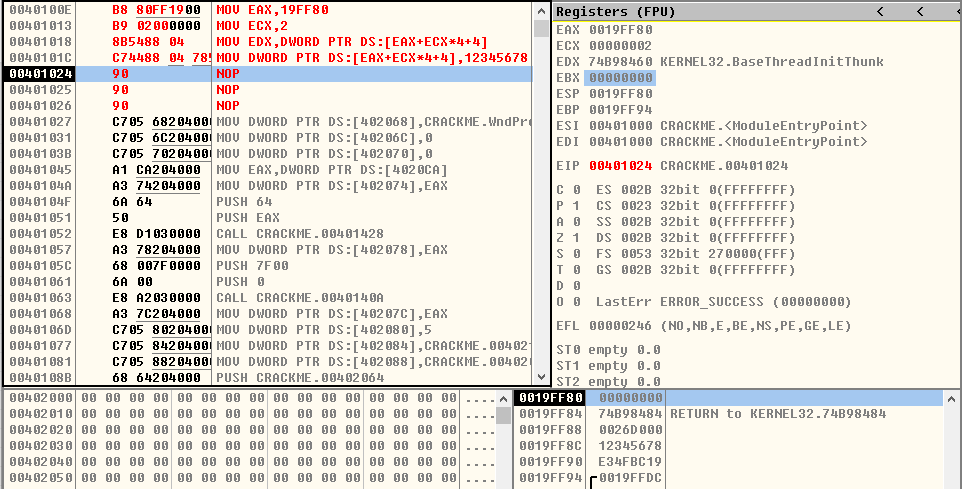 0040100E B8 80FF1900 MOV EAX,19FF80
00401013 B9 02000000 MOV ECX,2
00401018 8B5488 04 MOV EDX,DWORD PTR DS:[EAX+ECX*4+4]
0040101C C74488 04 785 MOV DWORD PTR DS:[EAX+ECX*4+4],12345678
00401024 90 NOP
00401025 90 NOP
00401026 90 NOP
00401027 C705 68204000 MOV DWORD PTR DS:[402068],CRACKME.WndPro
00401031 C705 6C204000 MOV DWORD PTR DS:[40206C],0
0040103B C705 70204000 MOV DWORD PTR DS:[402070],0
00401045 A1 CA204000 MOV EAX,DWORD PTR DS:[4020CA]
0040104A A3 74204000 MOV DWORD PTR DS:[402074],EAX
0040104F 6A 64 PUSH 64
00401051 50 PUSH EAX
00401052 E8 D1030000 CALL CRACKME.00401428
00401057 A3 78204000 MOV DWORD PTR DS:[402078],EAX
0040105C 68 007F0000 PUSH 7F00
00401061 6A 00 PUSH 0
00401063 E8 A2030000 CALL CRACKME.0040140A
00401068 A3 7C204000 MOV DWORD PTR DS:[40207C],EAX
0040106D C705 80204000 MOV DWORD PTR DS:[402080],5
00401077 C705 84204000 MOV DWORD PTR DS:[402084],CRACKME.00402
00401081 C705 88204000 MOV DWORD PTR DS:[402088],CRACKME.00402
0040108B 68 64204000 PUSH CRACKME.00402064
Registers (FPU) < < <
EAX 0019FF80
ECX 00000002
EDX 74B98460 KERNEL32.BaseThreadInitThunk
EBX 00000000
ESP 0019FF80
EBP 0019FF94
ESI 00401000 CRACKME.<ModuleEntryPoint>
EDI 00401000 CRACKME.<ModuleEntryPoint>
EIP 00401024 CRACKME.00401024
C 0 ES 002B 32bit 0(FFFFFFFF)
P 1 CS 0023 32bit 0(FFFFFFFF)
A 0 SS 002B 32bit 0(FFFFFFFF)
Z 1 DS 002B 32bit 0(FFFFFFFF)
S 0 FS 0053 32bit 270000(FFF)
T 0 GS 002B 32bit 0(FFFFFFFF)
D 0
O 0 LastErr ERROR_SUCCESS (00000000)
EFL 00000246 (NO,NB,E,BE,NS,PE,GE,LE)
ST0 empty 0.0
ST1 empty 0.0
ST2 empty 0.0
00402000 00 00 00 00 00 00 00 00 00 00 00 00 00 00 00 00 ....
00402010 00 00 00 00 00 00 00 00 00 00 00 00 00 00 00 00 ....
00402020 00 00 00 00 00 00 00 00 00 00 00 00 00 00 00 00 ....
00402030 00 00 00 00 00 00 00 00 00 00 00 00 00 00 00 00 ....
00402040 00 00 00 00 00 00 00 00 00 00 00 00 00 00 00 00 ....
00402050 00 00 00 00 00 00 00 00 00 00 00 00 00 00 00 00 ....
0019FF80 00000000
0019FF84 74B98484 RETURN to KERNEL32.74B98484
0019FF88 0026D000
0019FF8C 12345678
0019FF90 E34FBC19
0019FF94 0019FFDC